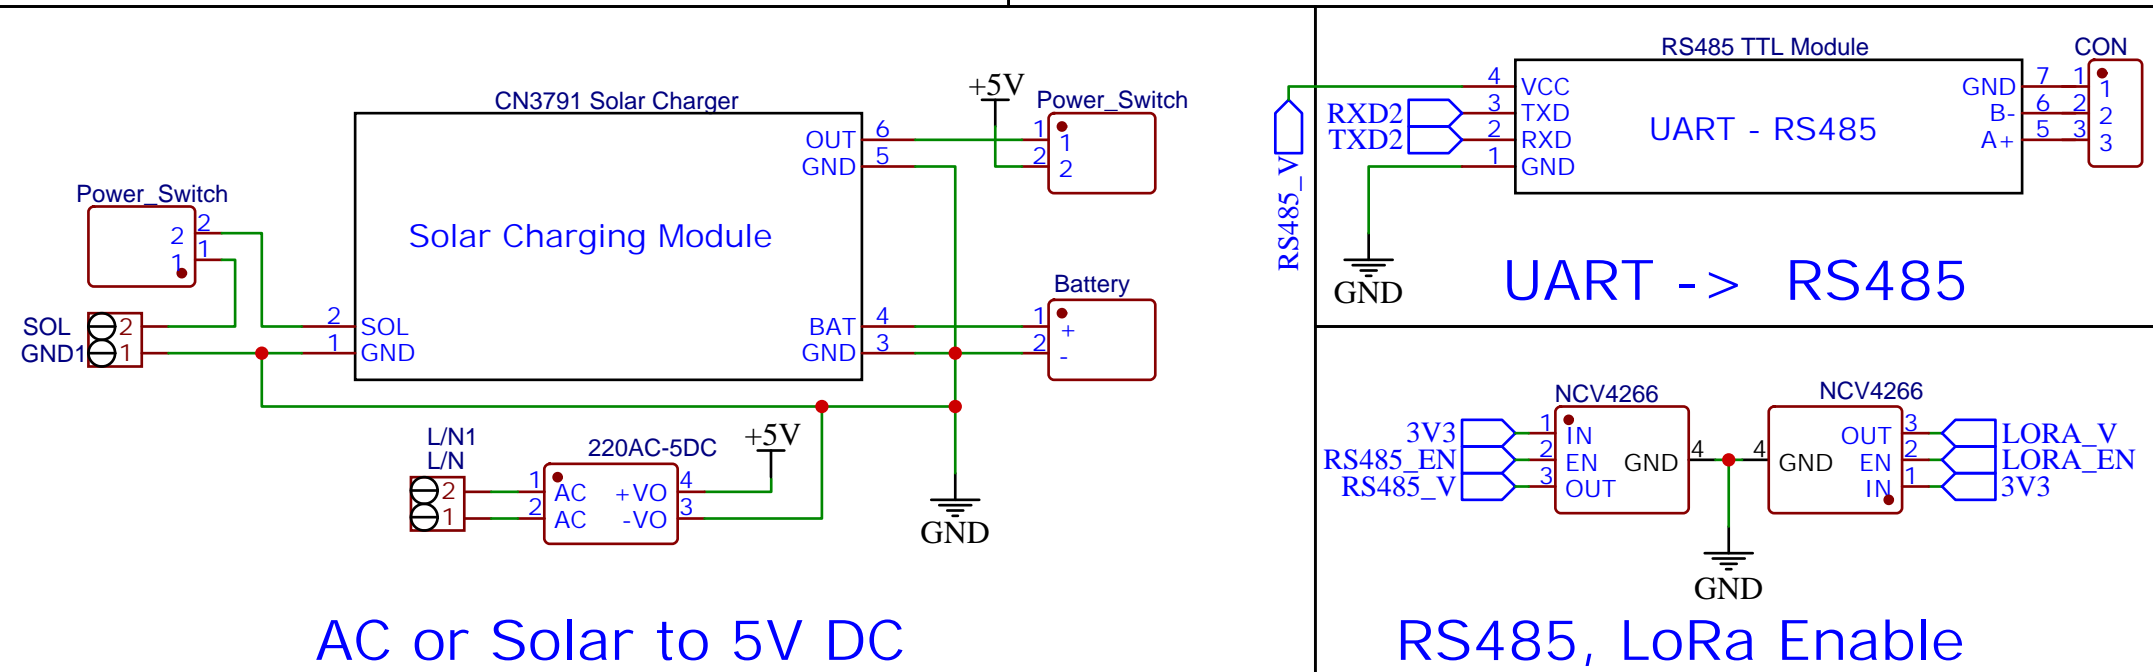 CN3791 Solar Charger
Solar Charging Module
OUT 6
GND 5
BAT 4
GND 3
2 SOL
1 GND
+5V
Power_Switch
1 1
2 2
Power_Switch
2 2
1 1
SOL 2
GND1 1
Battery
1 +
2 -
L/N1
L/N
2
1
220AC-5DC
1 AC
2 AC
+VO 4
-VO 3
+5V
GND
AC or Solar to 5V DC
RS485 TTL Module
UART - RS485
RS485_V
4 VCC
RXD2 3 TXD
TXD2 2 RXD
1 GND
GND
GND 7
B- 6
A+ 5
CON
1 1
2 2
3 3
UART -> RS485
NCV4266
3V3 1 IN
RS485_EN 2 EN
RS485_V 3 OUT
GND 4
NCV4266
4 GND
OUT 3 LORA_V
EN 2 LORA_EN
IN 1 3V3
GND
RS485, LoRa Enable